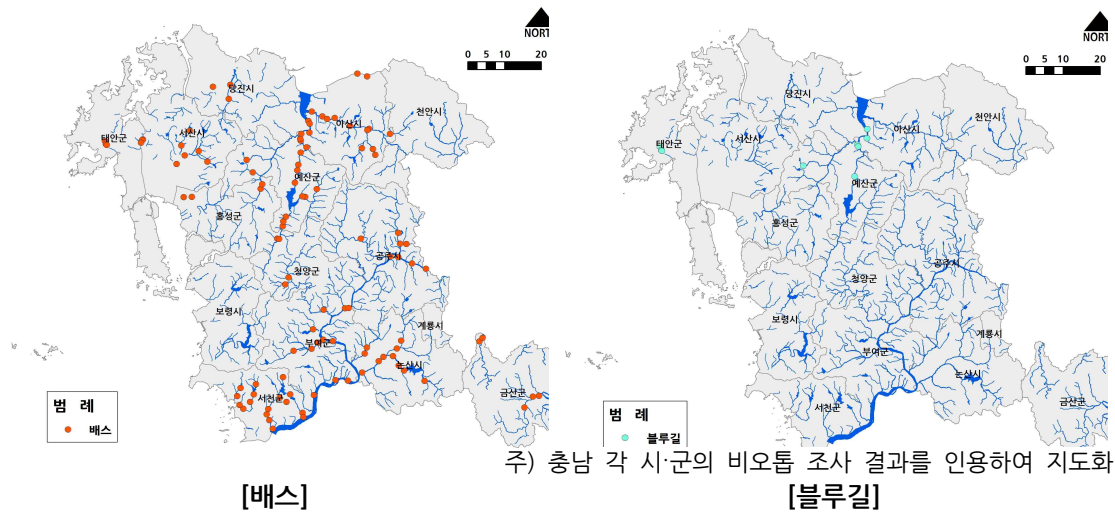 NORT
0 5 10 20
당진시
천안시
아산시
태안군
서산시
예산군
홍성군
공주시
청양군
보령시
계룡시
부여군
논산시
금산군
서천군
범 례
배스
NORT
0 5 10 20
당진시
천안시
아산시
태안군
서산시
예산군
홍성군
공주시
청양군
보령시
계룡시
부여군
논산시
금산군
서천군
범 례
블루길
주) 충남 각 시·군의 비오톱 조사 결과를 인용하여 지도화
[배스]
[블루길]